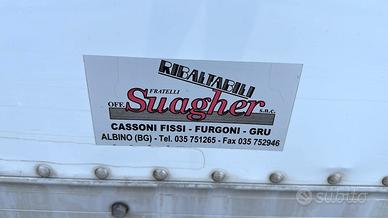 RIBALTABILI
FRATELLI
OFF. Suagher s.n.c.
CASSONI FISSI - FURGONI - GRU
ALBINO (BG) - Tel. 035 751265 - Fax 035 752946
subito